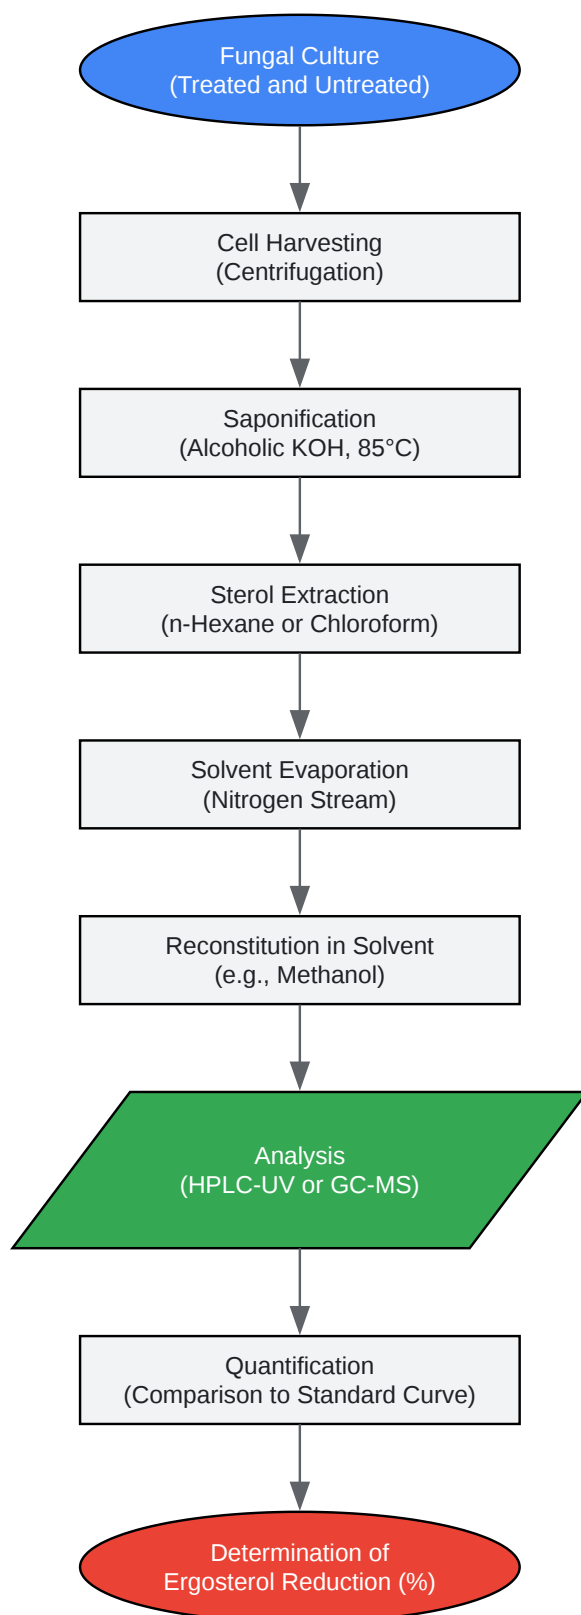 Fungal Culture
(Treated and Untreated)
Cell Harvesting
(Centrifugation)
Saponification
(Alcoholic KOH, 85°C)
Sterol Extraction
(n-Hexane or Chloroform)
Solvent Evaporation
(Nitrogen Stream)
Reconstitution in Solvent
(e.g., Methanol)
Analysis
(HPLC-UV or GC-MS)
Quantification
(Comparison to Standard Curve)
Determination of
Ergosterol Reduction (%)